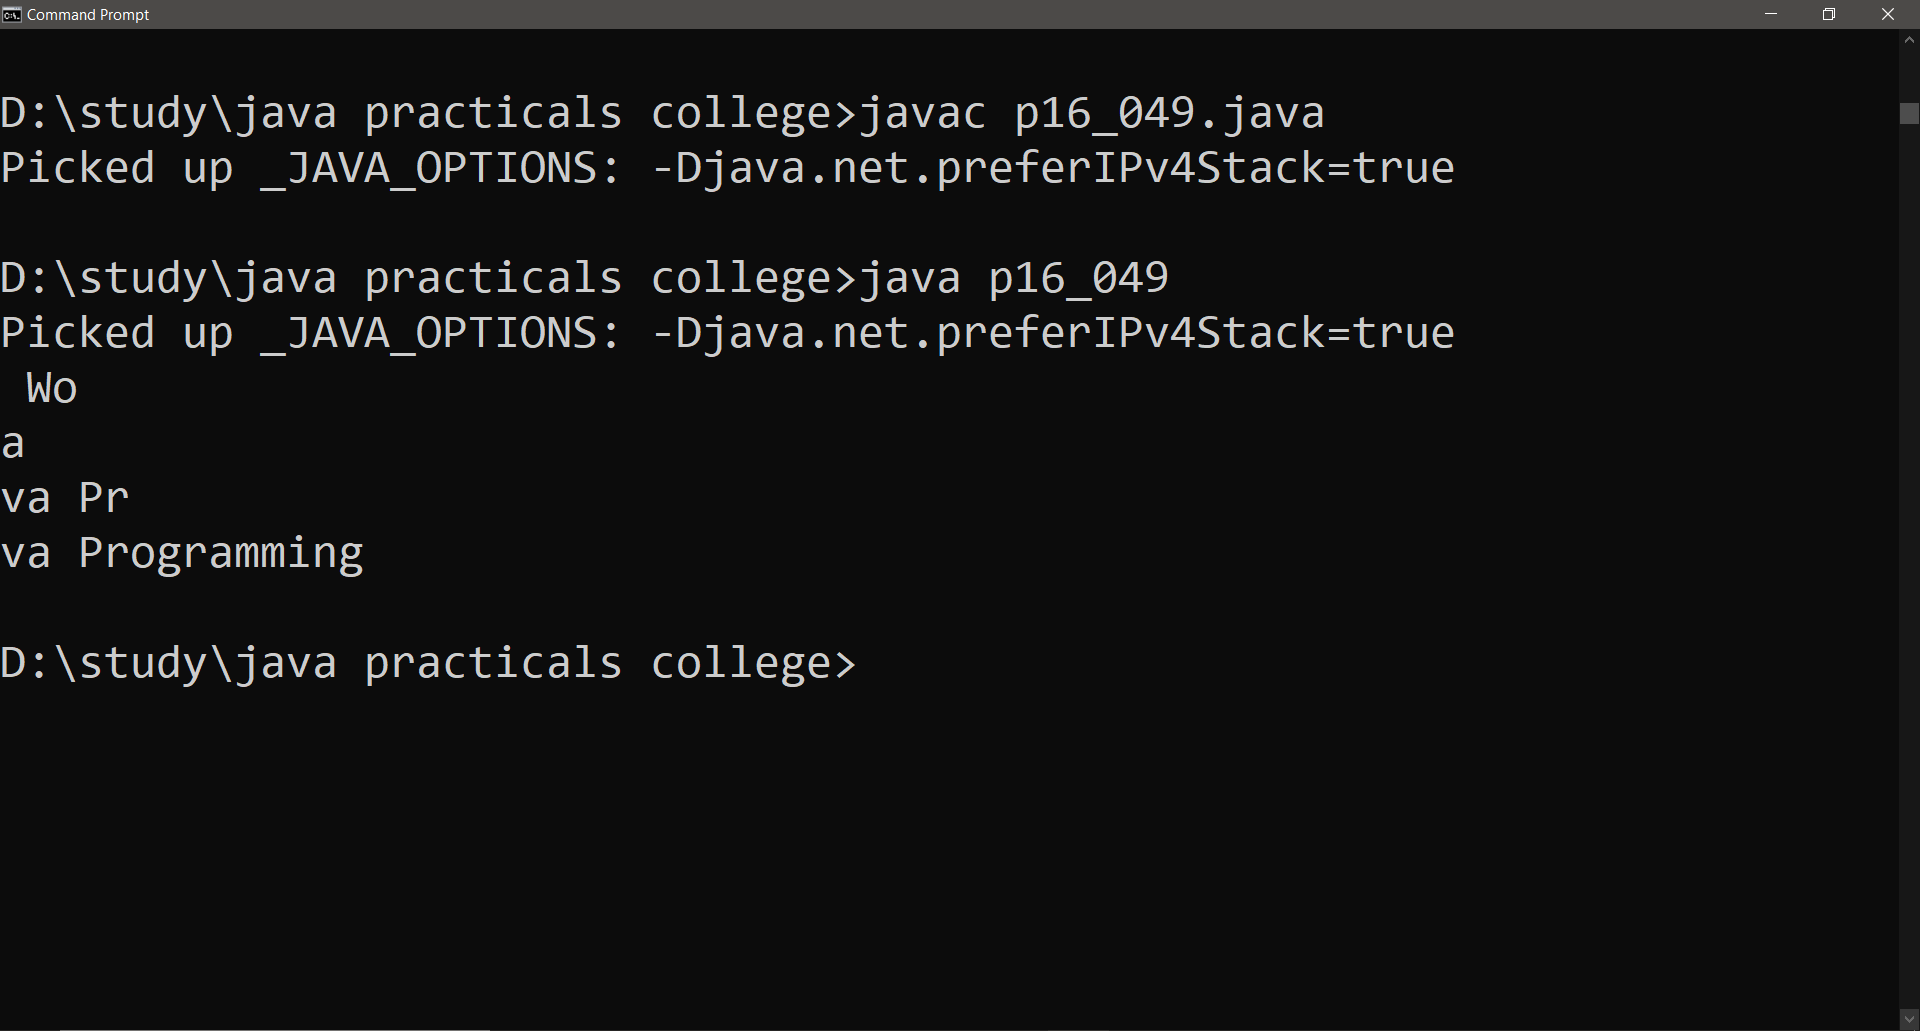 Command Prompt
D:\study\java practicals college>javac p16_049.java
Picked up _JAVA_OPTIONS: -Djava.net.preferIPv4Stack=true
D:\study\java practicals college>java p16_049
Picked up _JAVA_OPTIONS: -Djava.net.preferIPv4Stack=true
 Wo
a
va Pr
va Programming
D:\study\java practicals college>